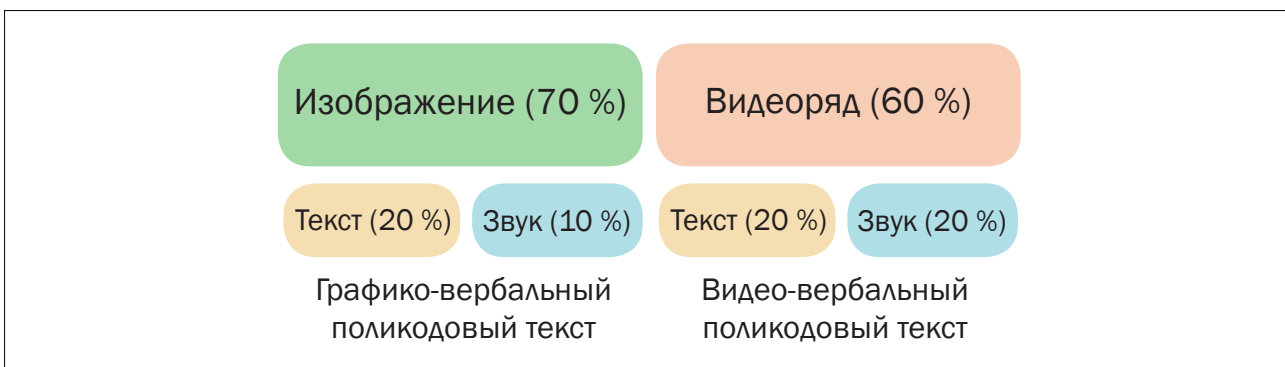 Изображение (70 %)
Видеоряд (60 %)
Текст (20 %)
Звук (10 %)
Текст (20 %)
Звук (20 %)
Графико-вербальный
поликодовый текст
Видео-вербальный
поликодовый текст